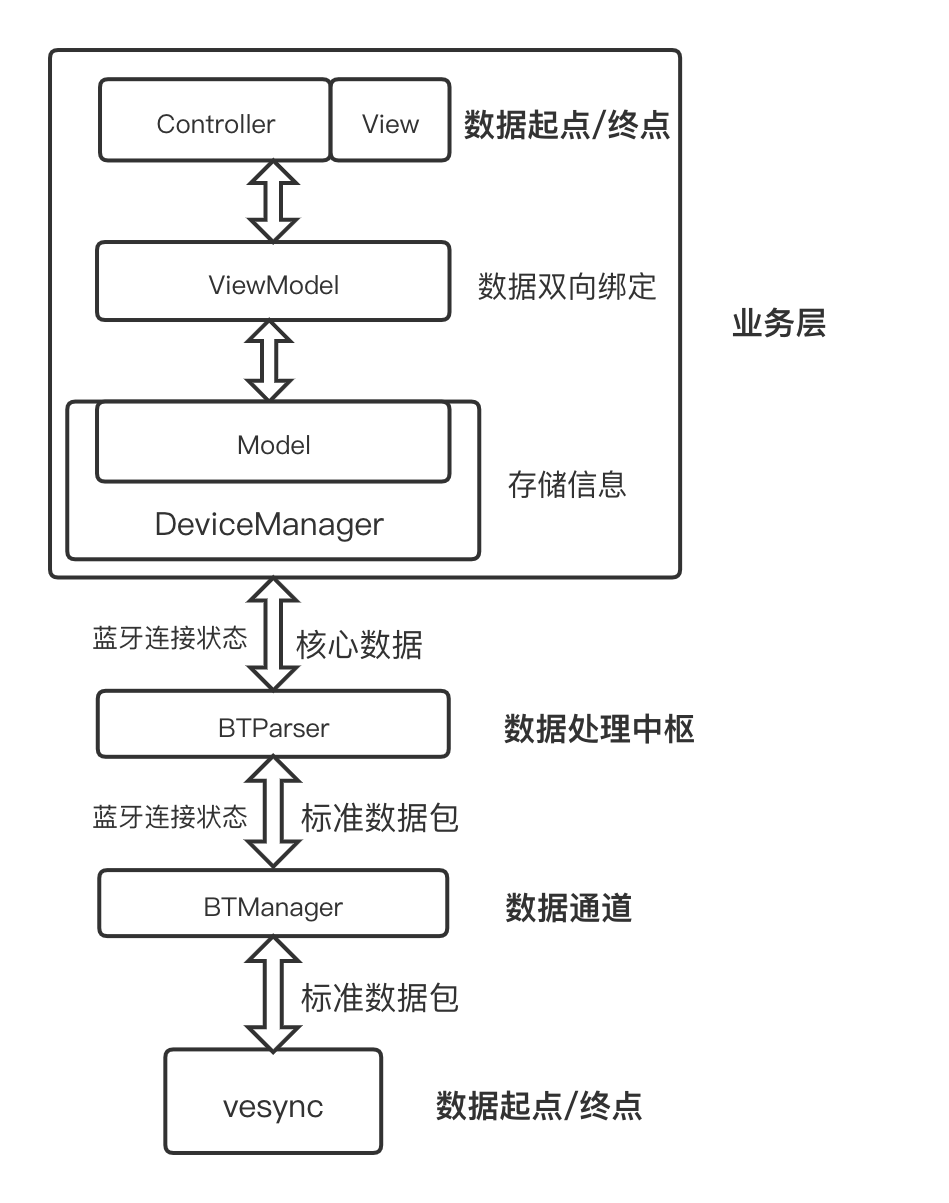 Controller
View
数据起点/终点
ViewModel
数据双向绑定
业务层
Model
存储信息
DeviceManager
蓝牙连接状态
核心数据
BTParser
数据处理中枢
蓝牙连接状态
标准数据包
BTManager
数据通道
标准数据包
vesync
数据起点/终点